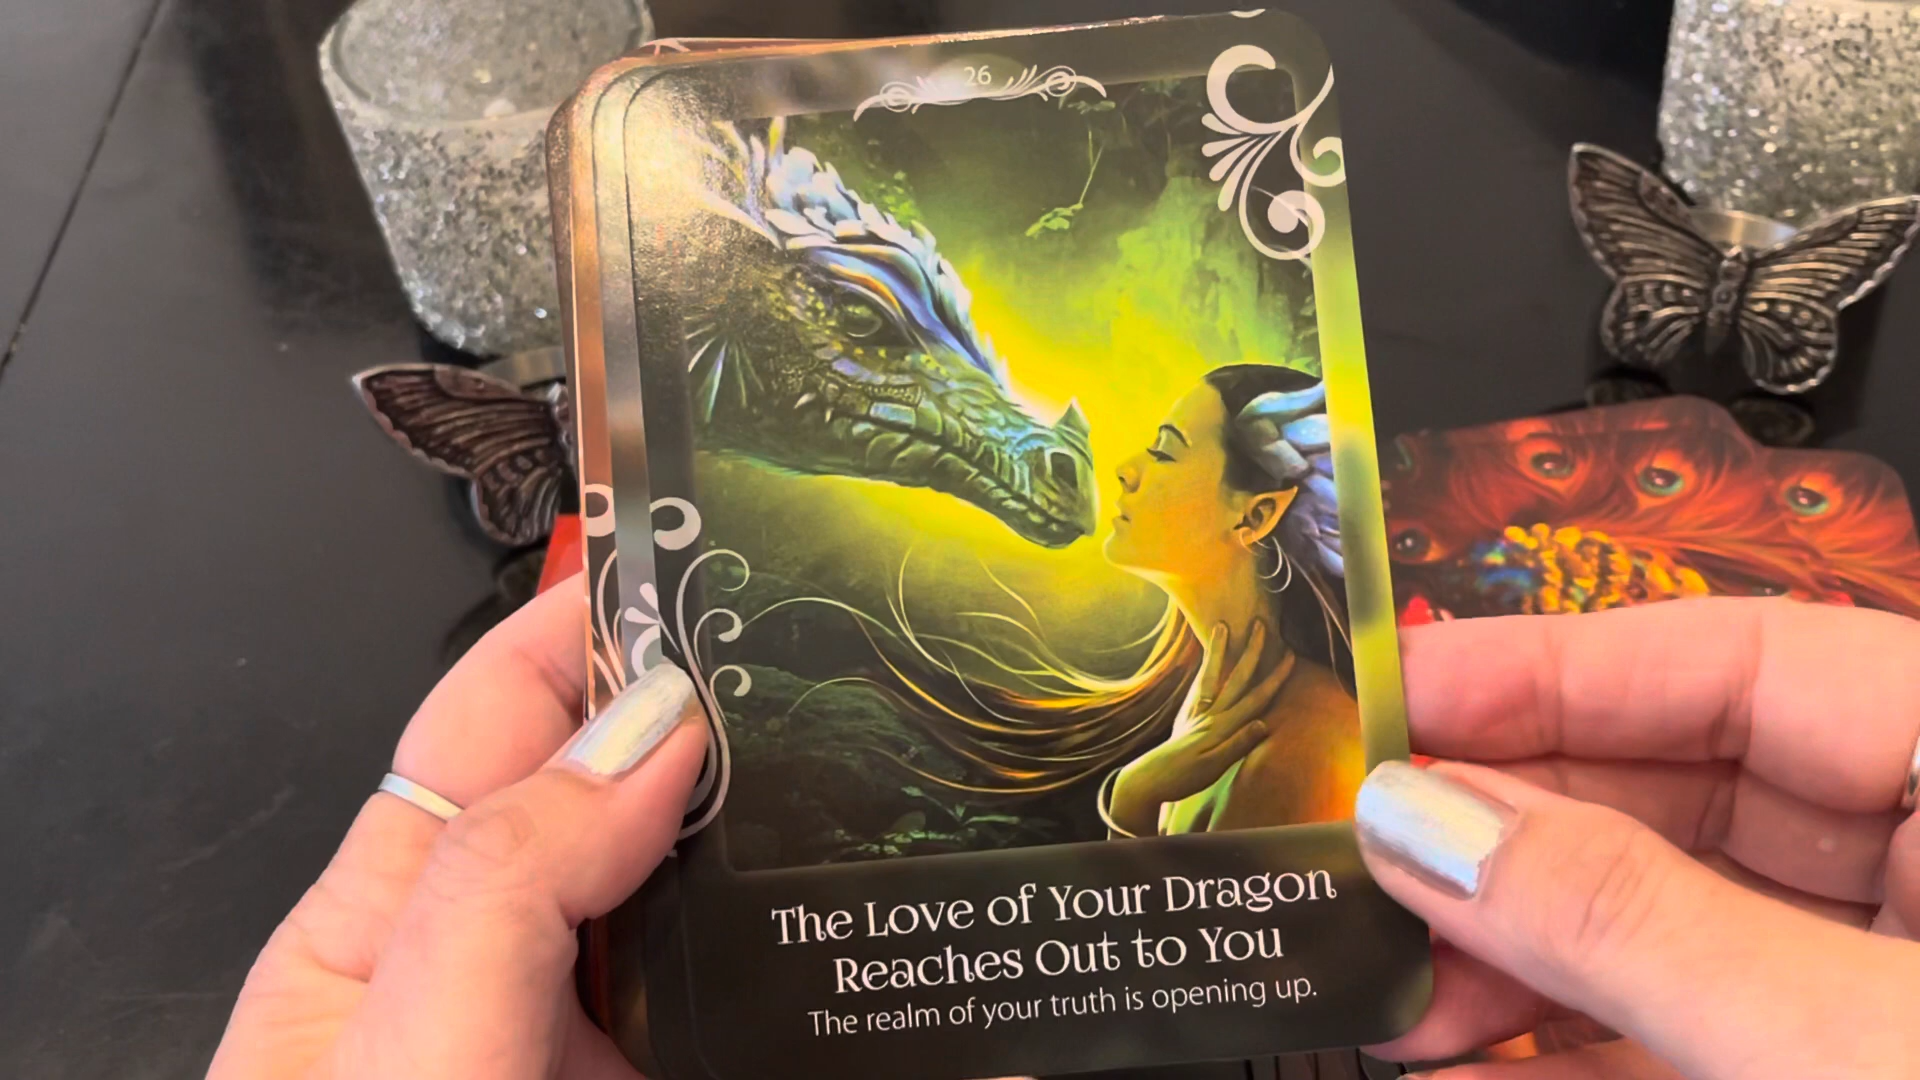 26
The Love of Your Dragon
Reaches Out to You
The realm of your truth is opening up.